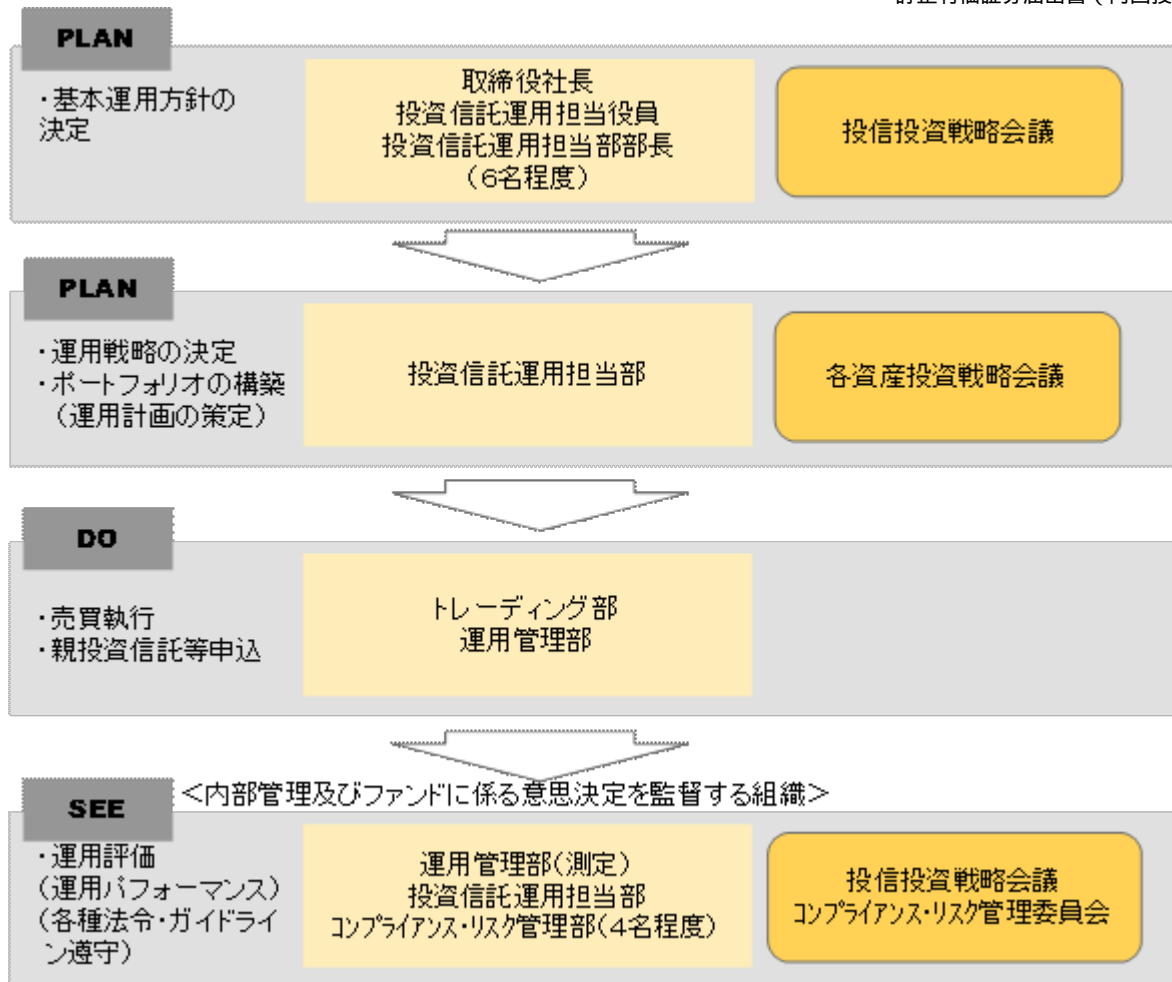 PLAN
・基本運用方針の
決定
取締役社長
投資信託運用担当役員
投資信託運用担当部部長
(6名程度)
投信投資戦略会議
PLAN
・運用戦略の決定
・ポートフォリオの構築
(運用計画の策定)
投資信託運用担当部
各資産投資戦略会議
DO
・売買執行
・親投資信託等申込
トレーディング部
運用管理部
SEE
<内部管理及びファンドに係る意思決定を監督する組織>
・運用評価
(運用パフォーマンス)
(各種法令・ガイドライ
ン遵守)
運用管理部(測定)
投資信託運用担当部
コンプライアンス・リスク管理部(4名程度)
投信投資戦略会議
コンプライアンス・リスク管理委員会